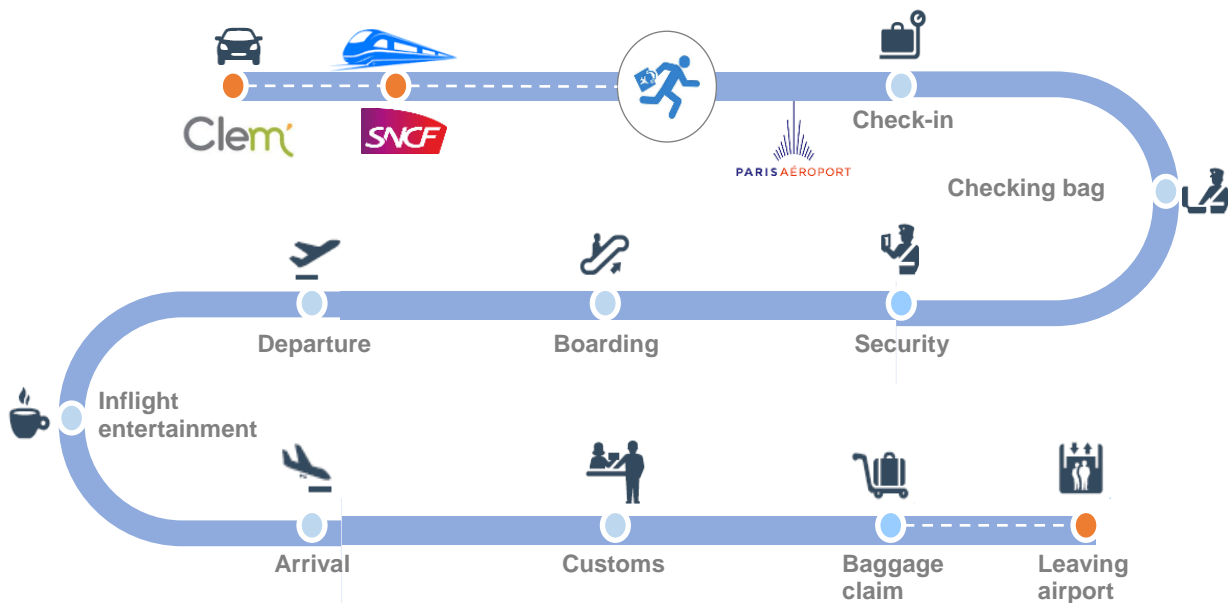 Clem'
SNCF
PARIS AÉROPORT
Check-in
Checking bag
Departure
Boarding
Security
Inflight
entertainment
Arrival
Customs
Baggage
claim
Leaving
airport